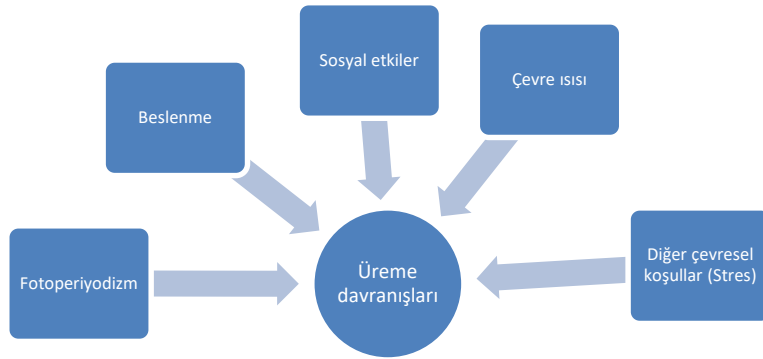 Sosyal etkiler
Çevre ısısı
Beslenme
Fotoperiyodizm
Üreme
davranışları
Diğer çevresel
koşullar (Stres)